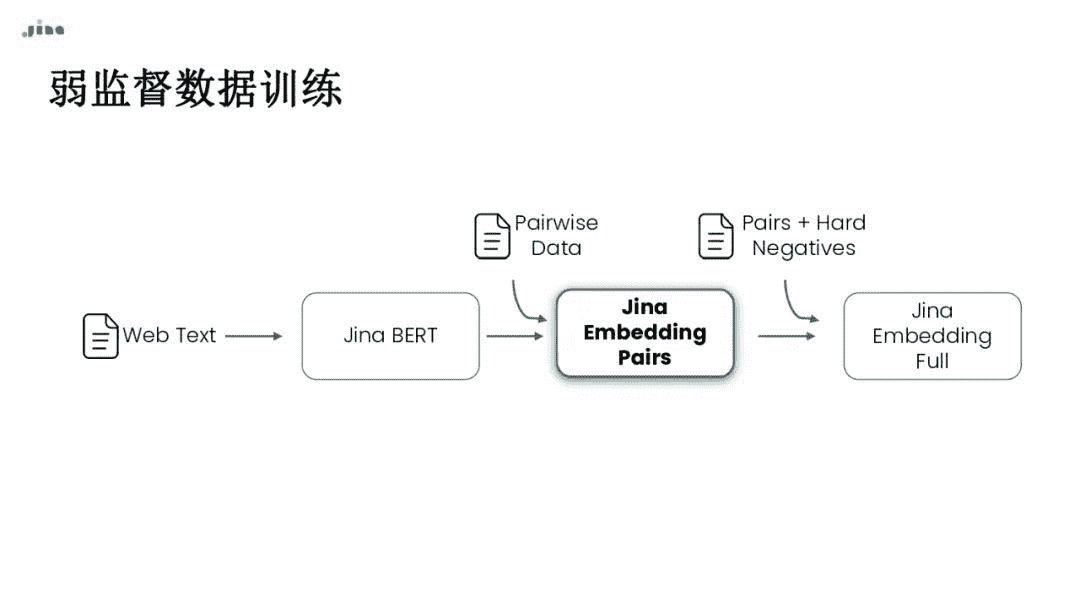 Jina
弱监督数据训练
Pairwise
Data
Pairs + Hard
Negatives
Web Text
Jina BERT
Jina
Embedding
Pairs
Jina
Embedding
Full